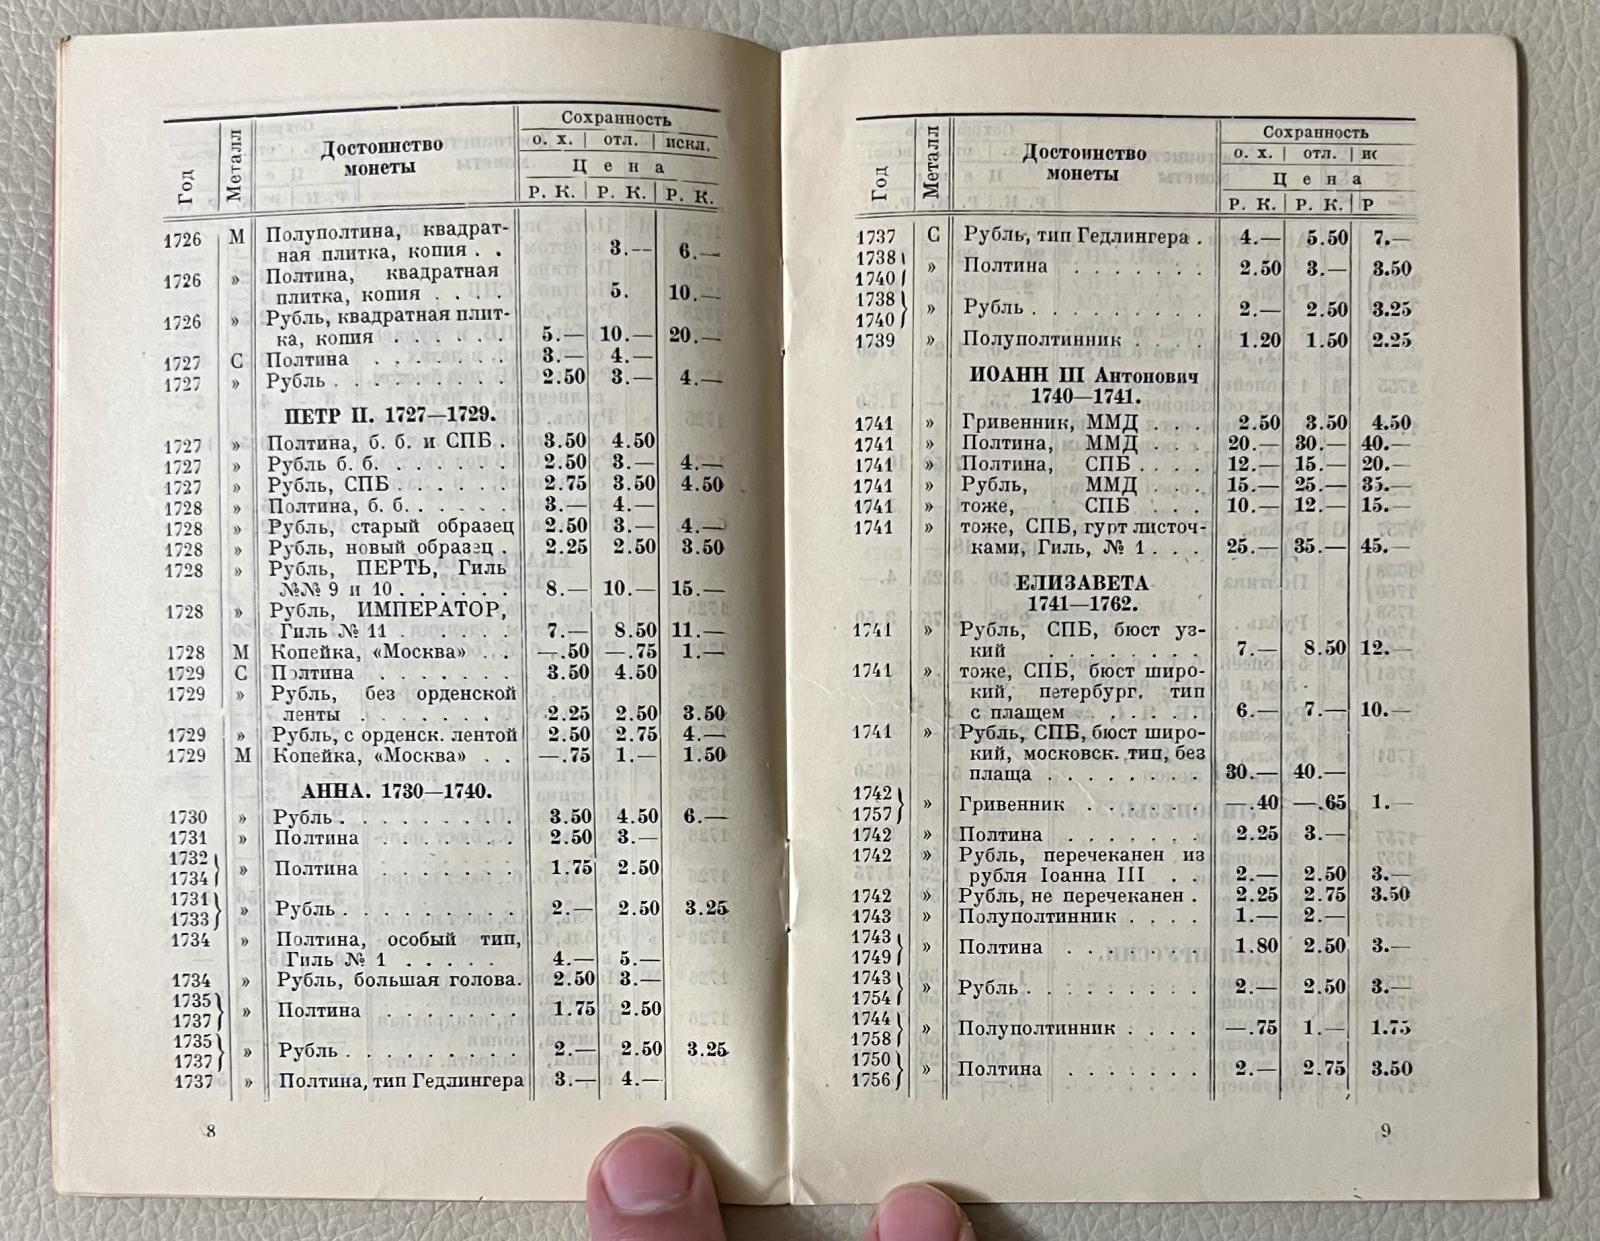 Год | Металл | Достоинство монеты | Сохранность
о. х. | отл. | искл.
Цена
Р. К. | Р. К. | Р. К.
1726 М Полуполтина, квадрат-
ная плитка, копия . . 3.— 6.—
1726 » Полтина, квадратная
плитка, копия . . . . 5. 10.—
1726 » Рубль, квадратная плит-
ка, копия . . . . . . 5.— 10.— 20.—
1727 С Полтина . . . . . . 3.— 4.—
1727 » Рубль . . . . . . . . . 2.50 3.— 4.—
ПЕТР II. 1727—1729.
1727 » Полтина, б. б. и СПБ . 3.50 4.50
1727 » Рубль б. б. . . . . . . 2.50 3.— 4.—
1727 » Рубль, СПБ . . . . . . 2.75 3.50 4.50
1728 » Полтина, б. б. . . . . . 3.— 4.—
1728 » Рубль, старый образец 2.50 3.— 4.—
1728 » Рубль, новый образец . 2.25 2.50 3.50
1728 » Рубль, ПЕРТЬ, Гиль
№№ 9 и 10 . . . . . . 8.— 10.— 15.—
1728 » Рубль, ИМПЕРАТОР,
Гиль № 11 . . . . . . 7.— 8.50 11.—
1728 М Копейка, «Москва» . . —.50 —.75 1.—
1729 С Полтина . . . . . . . 3.50 4.50
1729 » Рубль, без орденской
ленты . . . . . . . . 2.25 2.50 3.50
1729 » Рубль, с орденск. лентой 2.50 2.75 4.—
1729 М Копейка, «Москва» . . —.75 1.— 1.50
АННА. 1730—1740.
1730 » Рубль . . . . . . . . . 3.50 4.50 6.—
1731 » Полтина . . . . . . . 2.50 3.—
1732}
1734} » Полтина . . . . . . . 1.75 2.50
1731}
1733} » Рубль . . . . . . . . . 2.— 2.50 3.25
1734 » Полтина, особый тип,
Гиль № 1 . . . . . 4.— 5.—
1734 » Рубль, большая голова. 2.50 3.—
1735}
1737} » Полтина . . . . . . . 1.75 2.50
1735}
1737} » Рубль . . . . . . . . . 2.— 2.50 3.25
1737 » Полтина, тип Гедлингера 3.— 4.—
8
Год | Металл | Достоинство монеты | Сохранность
о. х. | отл. | ис
Цена
Р. К. | Р. К. | Р
1737 С Рубль, тип Гедлингера . 4.— 5.50 7.—
1738}
1740} » Полтина . . . . . . . 2.50 3.— 3.50
1738}
1740} » Рубль . . . . . . . . . 2.— 2.50 3.25
1739 » Полуполтинник . . . . 1.20 1.50 2.25
ИОАНН III Антонович
1740—1741.
1741 » Гривенник, ММД . . . 2.50 3.50 4.50
1741 » Полтина, ММД . . . 20.— 30.— 40.—
1741 » Полтина, СПБ . . . . 12.— 15.— 20.—
1741 » Рубль, ММД . . . 15.— 25.— 35.—
1741 » тоже, СПБ . . . 10.— 12.— 15.—
1741 » тоже, СПБ, гурт листоч-
ками, Гиль, № 1 . . . 25.— 35.— 45.—
ЕЛИЗАВЕТА
1741—1762.
1741 » Рубль, СПБ, бюст уз-
кий . . . . . . . . 7.— 8.50 12.—
1741 » тоже, СПБ, бюст широ-
кий, петербург. тип
с плащем . . . . . 6.— 7.— 10.—
1741 » Рубль, СПБ, бюст широ-
кий, московск. тип, без
плаща . . . . . . . . 30.— 40.—
1742}
1757} » Гривенник . . . . . . —.40 —.65 1.—
1742 » Полтина . . . . . . . 2.25 3.—
1742 » Рубль, перечеканен из
рубля Іоанна III . . 2.— 2.50 3.—
1742 » Рубль, не перечеканен . 2.25 2.75 3.50
1743 » Полуполтинник . . . . 1.— 2.—
1743}
1749} » Полтина . . . . . . . 1.80 2.50 3.—
1743}
1754} » Рубль . . . . . . . . . 2.— 2.50 3.—
1744}
1758} » Полуполтинник . . . . —.75 1.— 1.75
1750}
1756} » Полтина . . . . . . . 2.— 2.75 3.50
9